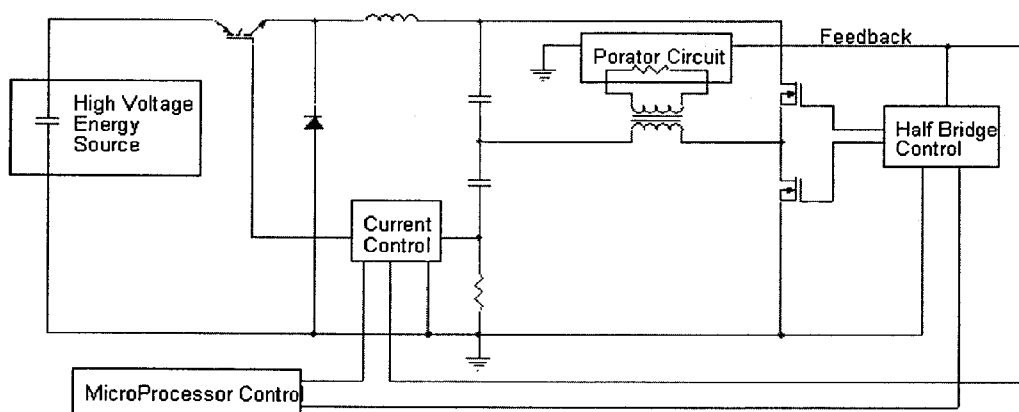 Feedback
Porator Circuit
High Voltage
Energy
Source
Half Bridge
Control
Current
Control
MicroProcessor Control